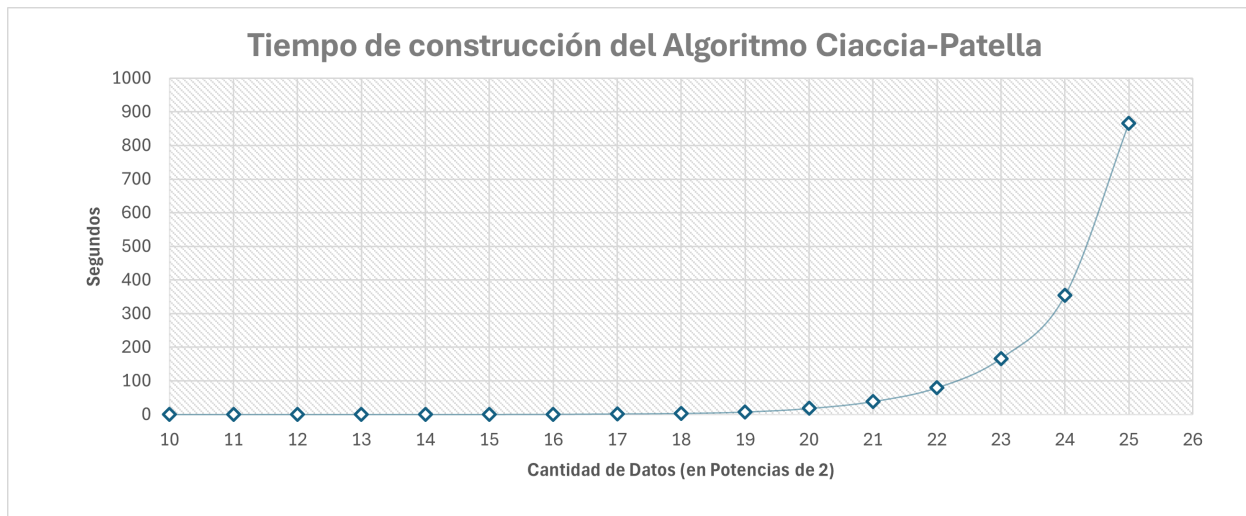 Tiempo de construcción del Algoritmo Ciaccia-Patella
1000
900
800
700
600
500
400
300
200
100
0
Segundos
10 11 12 13 14 15 16 17 18 19 20 21 22 23 24 25 26
Cantidad de Datos (en Potencias de 2)